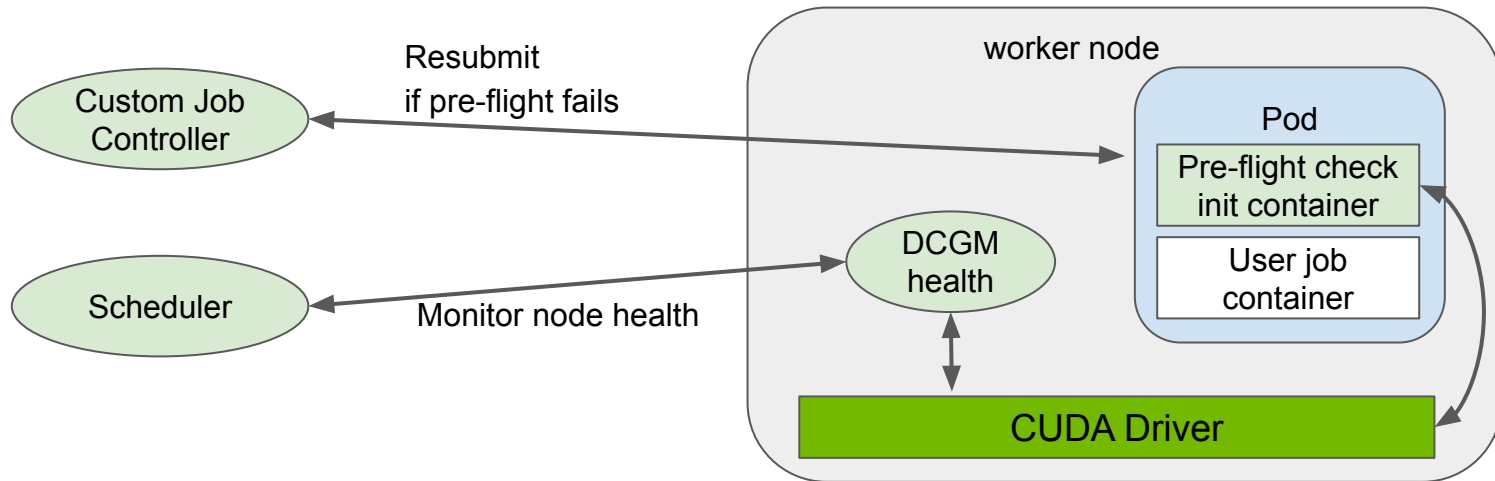 Resubmit
if pre-flight fails
Custom Job
Controller
worker node
Pod
Pre-flight check
init container
User job
container
DCGM
health
Scheduler
Monitor node health
CUDA Driver